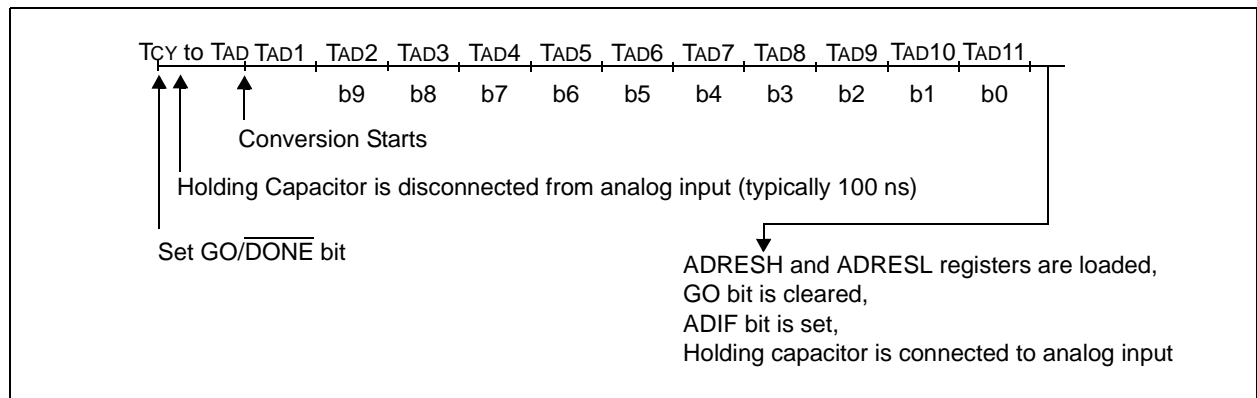 TCY to TAD TAD1 TAD2 TAD3 TAD4 TAD5 TAD6 TAD7 TAD8 TAD9 TAD10 TAD11
b9 b8 b7 b6 b5 b4 b3 b2 b1 b0
Conversion Starts
Holding Capacitor is disconnected from analog input (typically 100 ns)
Set GO/DONE bit
ADRESH and ADRESL registers are loaded,
GO bit is cleared,
ADIF bit is set,
Holding capacitor is connected to analog input